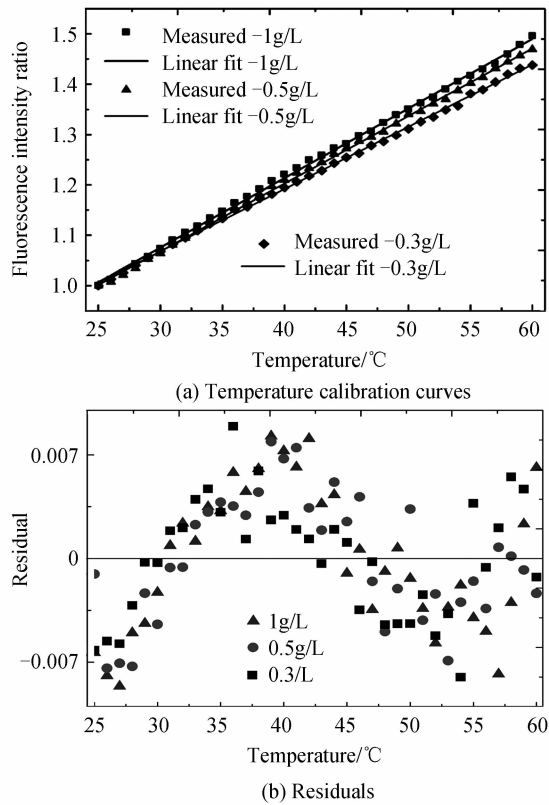 1.5
1.4
1.3
1.2
1.1
1.0
Fluorescence intensity ratio
Measured −1g/L
Linear fit −1g/L
Measured −0.5g/L
Linear fit −0.5g/L
Measured −0.3g/L
Linear fit −0.3g/L
25 30 35 40 45 50 55 60
Temperature/℃
(a) Temperature calibration curves
0.007
0
−0.007
Residual
1g/L
0.5g/L
0.3/L
25 30 35 40 45 50 55 60
Temperature/℃
(b) Residuals